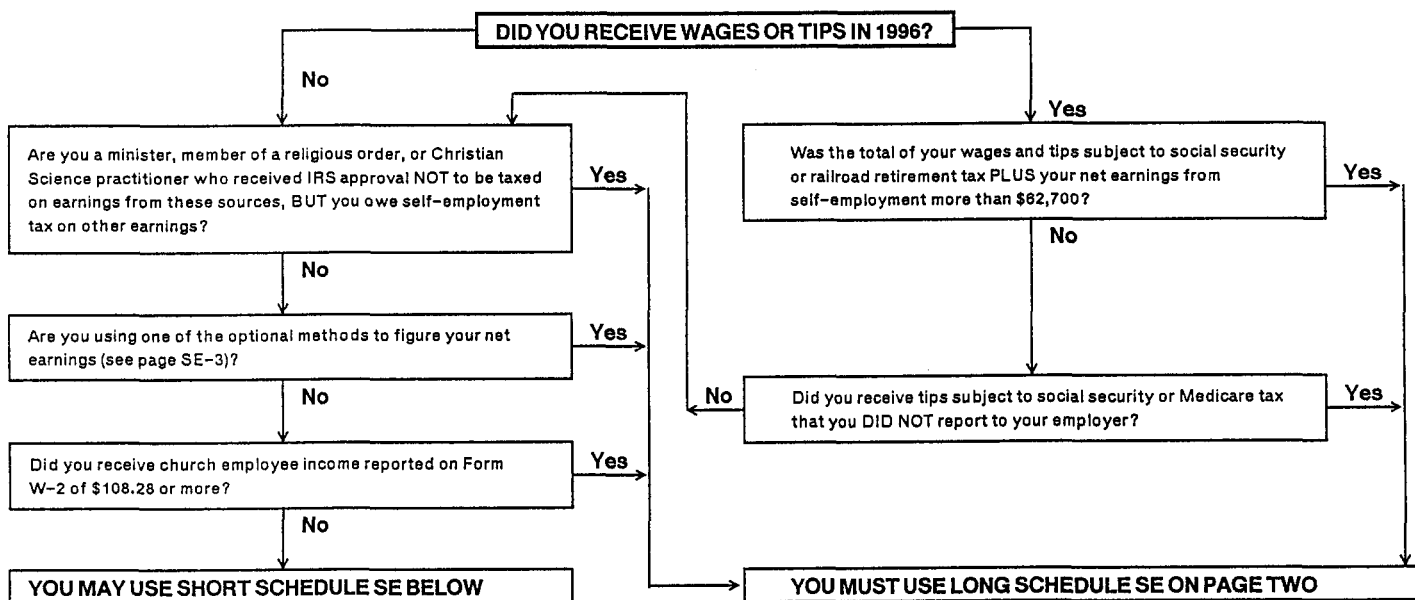 DID YOU RECEIVE WAGES OR TIPS IN 1996?
No
Yes
Are you a minister, member of a religious order, or Christian
Science practitioner who received IRS approval NOT to be taxed
on earnings from these sources, BUT you owe self-employment
tax on other earnings?
Yes
Was the total of your wages and tips subject to social security
or railroad retirement tax PLUS your net earnings from
self-employment more than $62,700?
Yes
No
No
Are you using one of the optional methods to figure your net
earnings (see page SE-3)?
Yes
No
Did you receive tips subject to social security or Medicare tax
that you DID NOT report to your employer?
Yes
No
Did you receive church employee income reported on Form
W-2 of $108.28 or more?
Yes
No
YOU MAY USE SHORT SCHEDULE SE BELOW
YOU MUST USE LONG SCHEDULE SE ON PAGE TWO